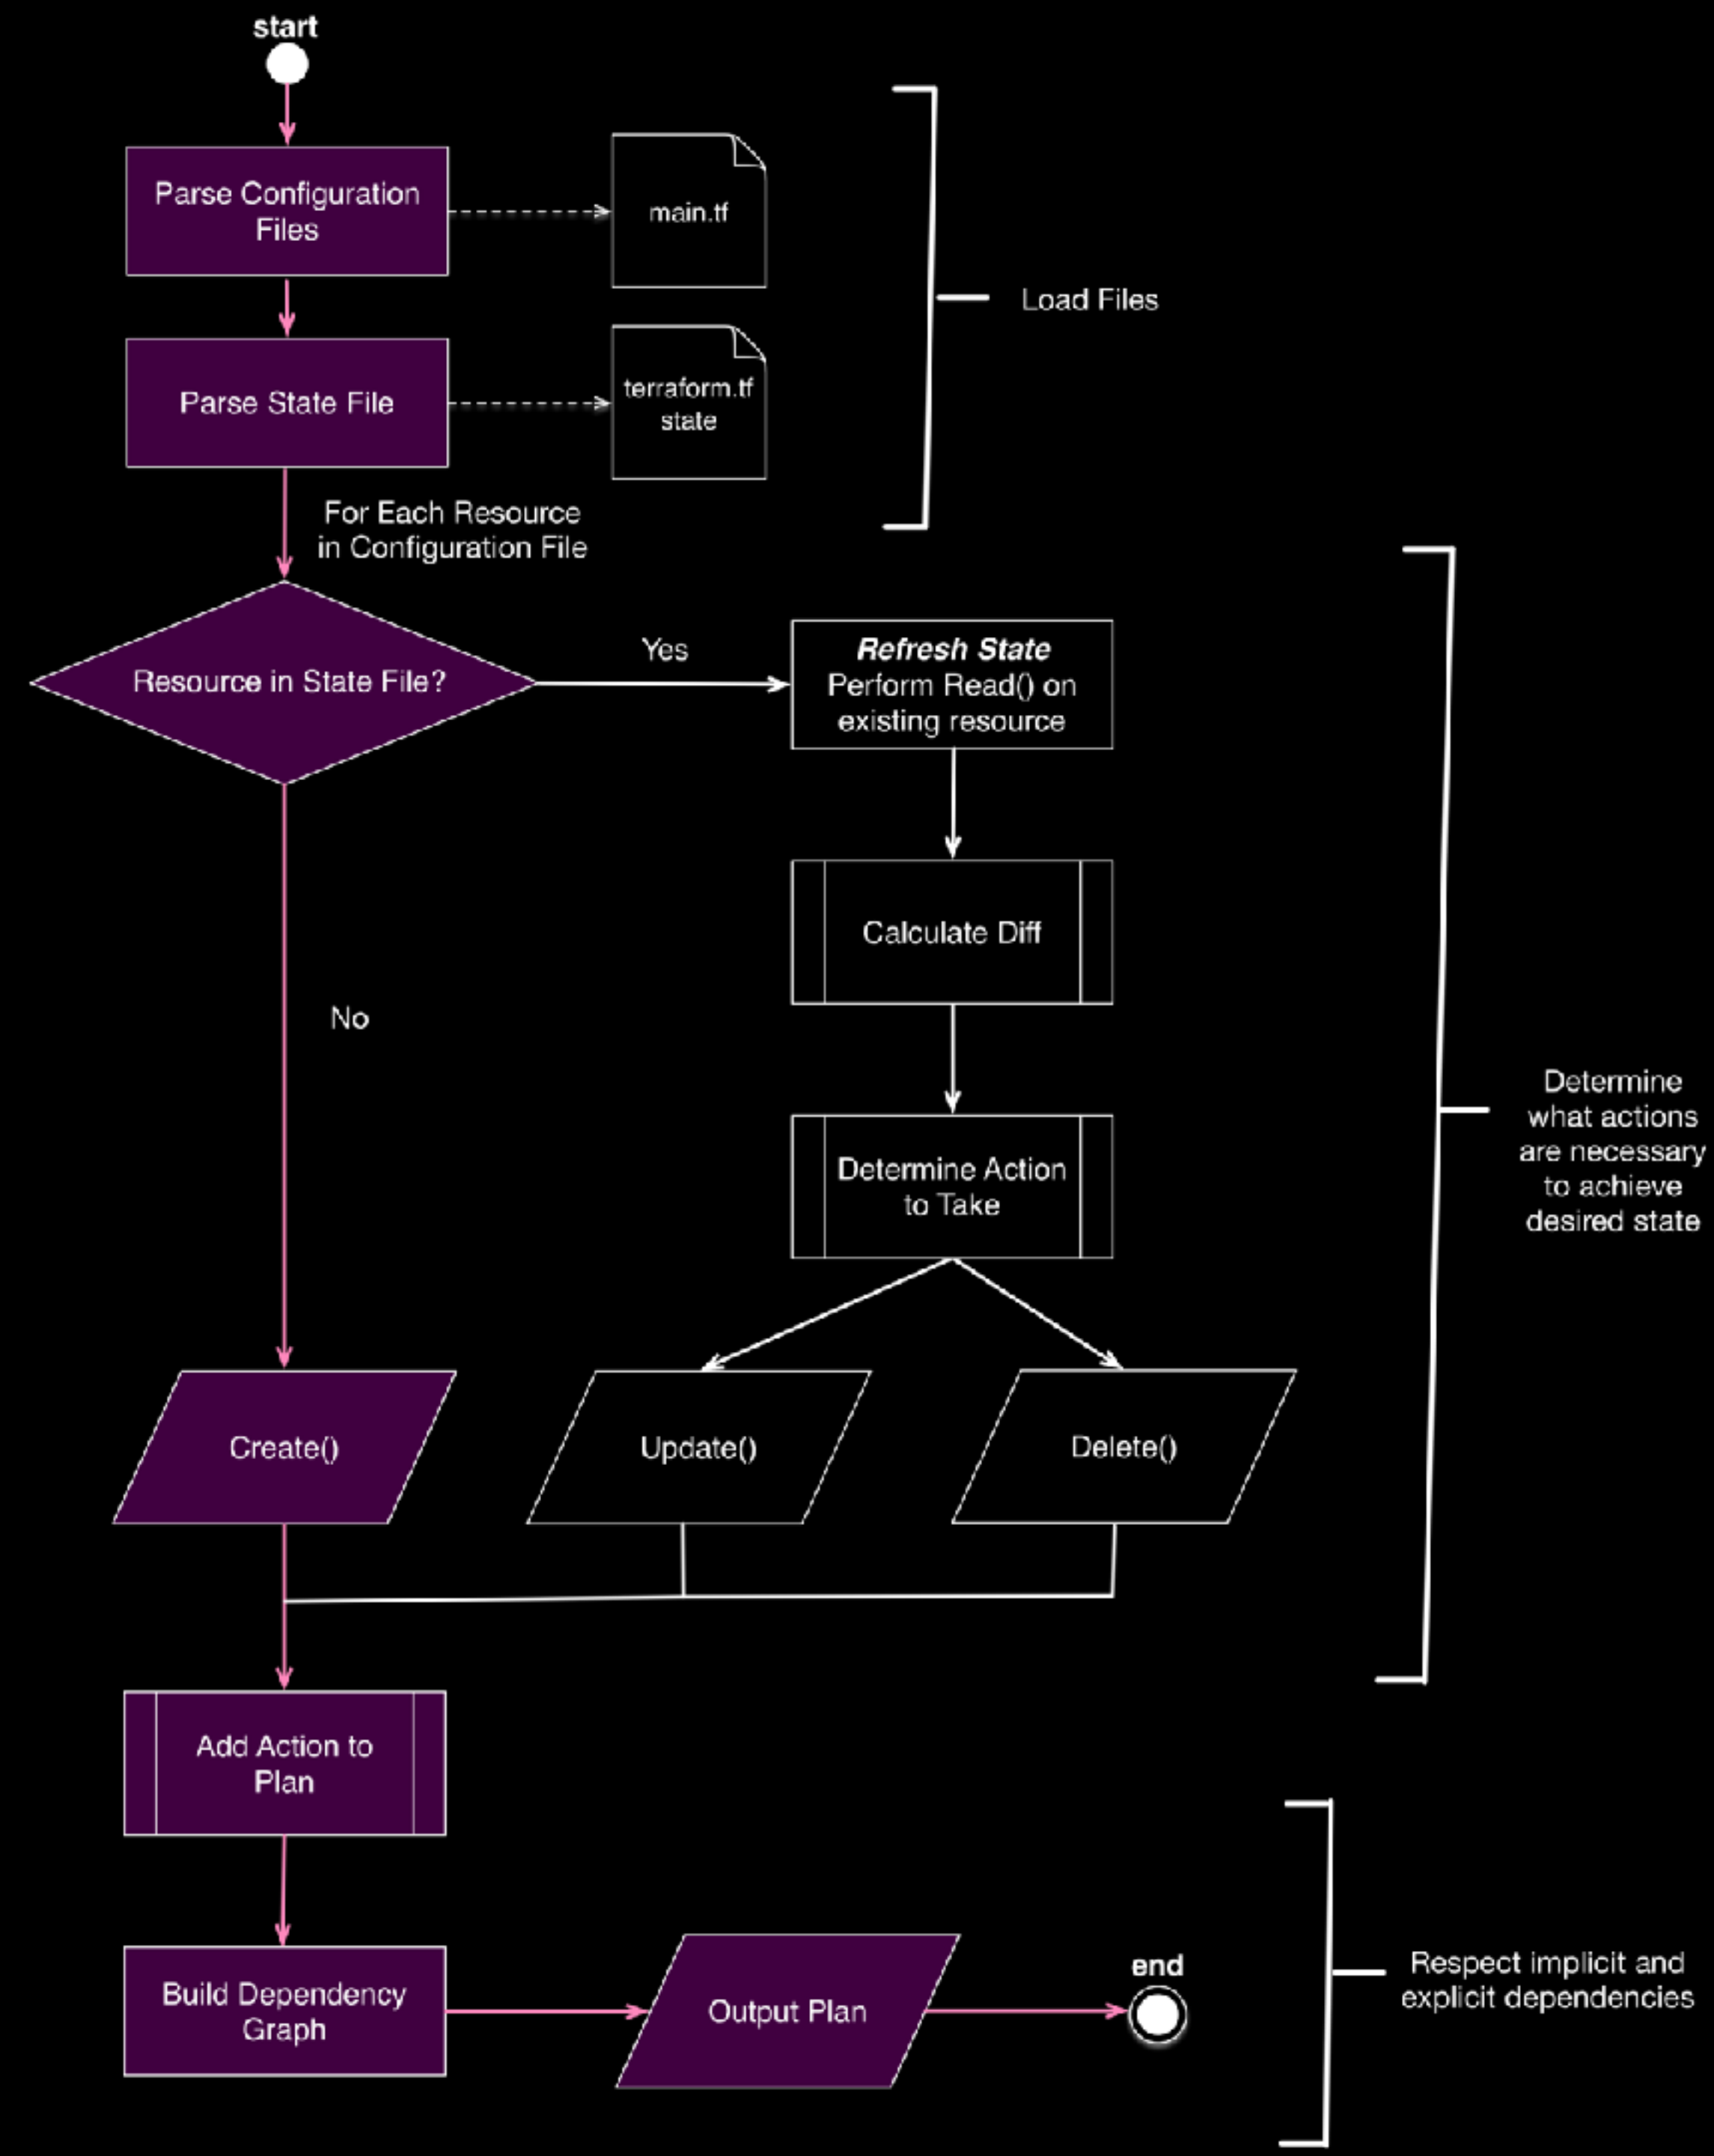 start
Parse Configuration
Files
main.tf
Load Files
Parse State File
terraform.tf
state
For Each Resource
in Configuration File
Resource in State File?
Yes
Refresh State
Perform Read() on
existing resource
Calculate Diff
No
Determine Action
to Take
Determine
what actions
are necessary
to achieve
desired state
Create()
Update()
Delete()
Add Action to
Plan
Build Dependency
Graph
Output Plan
end
Respect implicit and
explicit dependencies